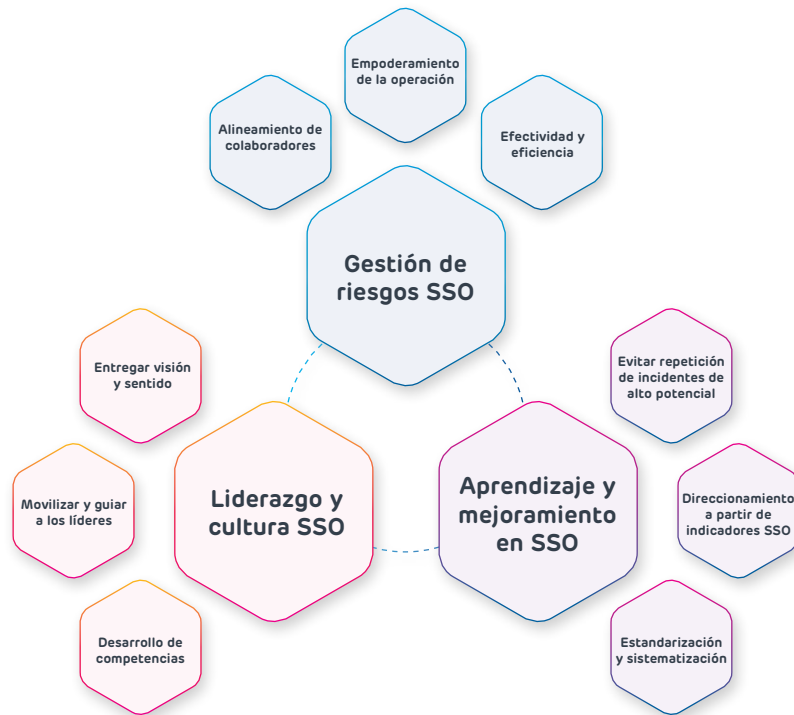 Empoderamiento
de la operación
Alineamiento de
colaboradores
Efectividad y
eficiencia
Gestión de
riesgos SSO
Entregar visión
y sentido
Movilizar y guiar
a los líderes
Desarrollo de
competencias
Liderazgo y
cultura SSO
Aprendizaje y
mejoramiento
en SSO
Evitar repetición
de incidentes de
alto potencial
Direccionamiento
a partir de
indicadores SSO
Estandarización
y sistematización